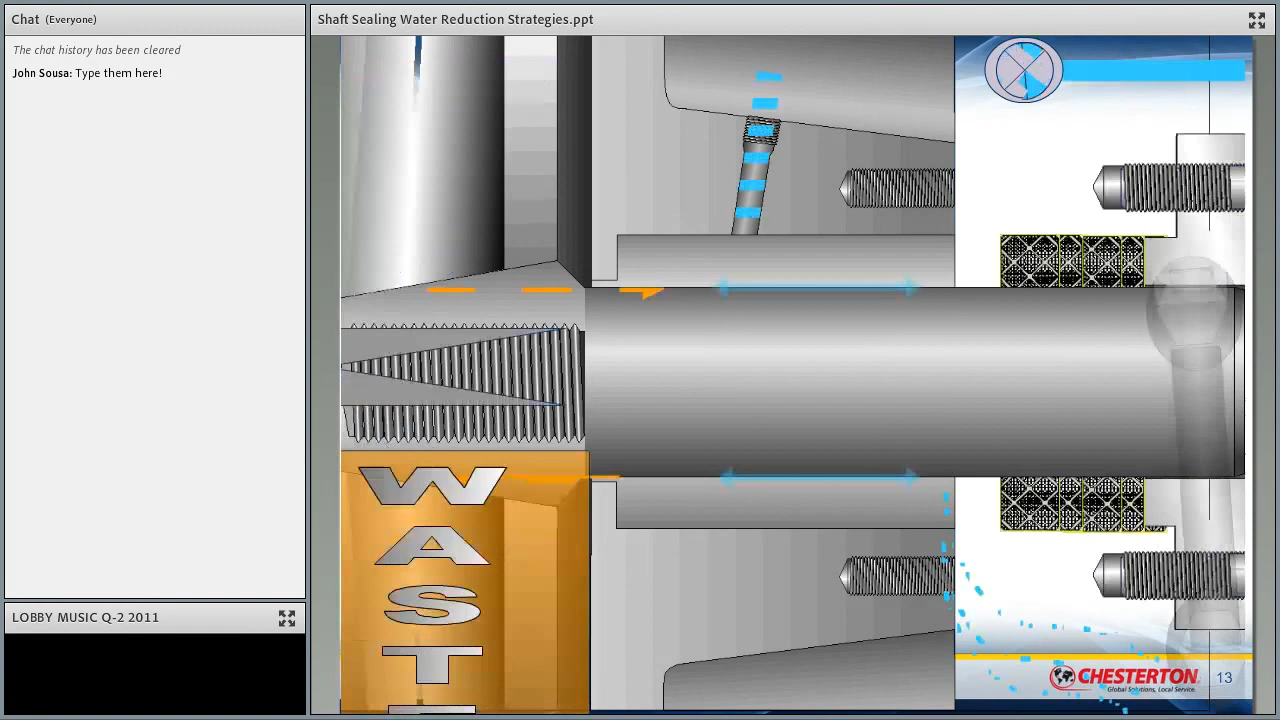 Chat (Everyone)
The chat history has been cleared
John Sousa: Type them here!
LOBBY MUSIC Q-2 2011
Shaft Sealing Water Reduction Strategies.ppt
W
A
S
T
CHESTERTON
Global Solutions, Local Service.
13